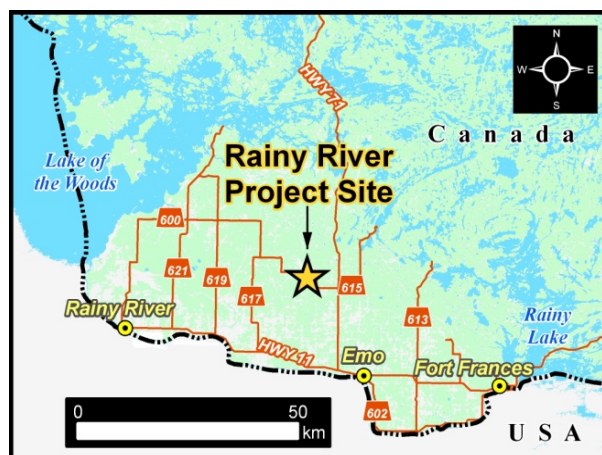 N
W E
S
HWY-71
Canada
Lake of
the Woods
Rainy River
Project Site
600
621
619
617
615
613
Rainy River
HWY-11
Emo
Fort Frances
Rainy
Lake
602
0 50
km
USA